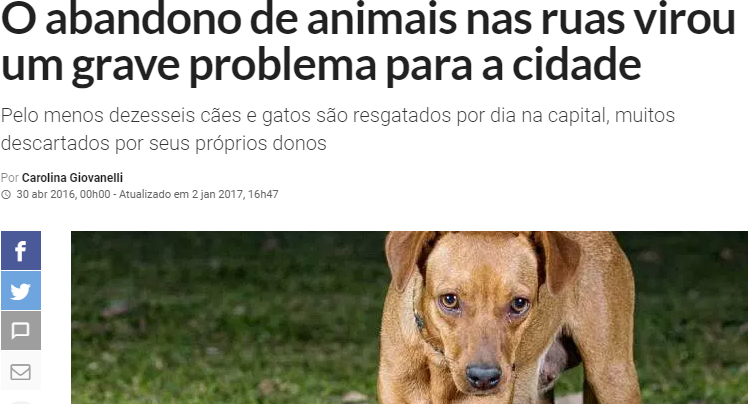 O abandono de animais nas ruas virou
um grave problema para a cidade
Pelo menos dezesseis cães e gatos são resgatados por dia na capital, muitos
descartados por seus próprios donos
Por Carolina Giovanelli
30 abr 2016, 00h00 - Atualizado em 2 jan 2017, 16h47